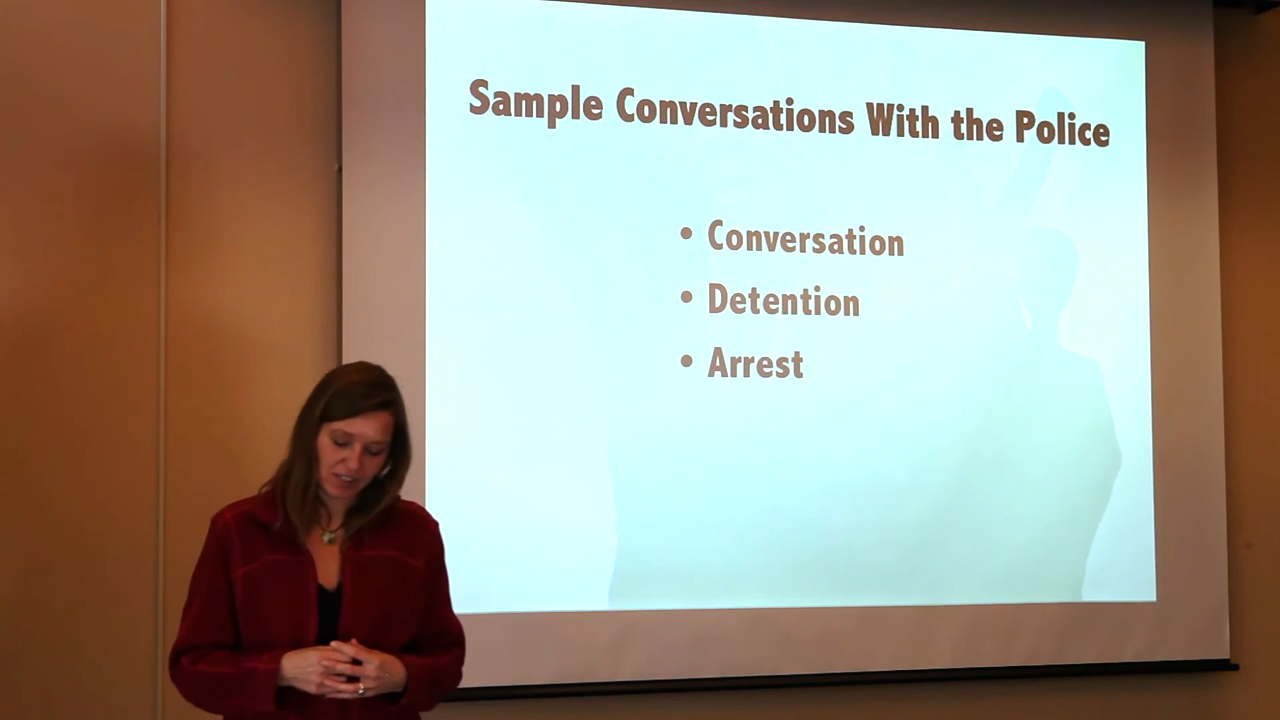 Sample Conversations With the Police
• Conversation
• Detention
• Arrest